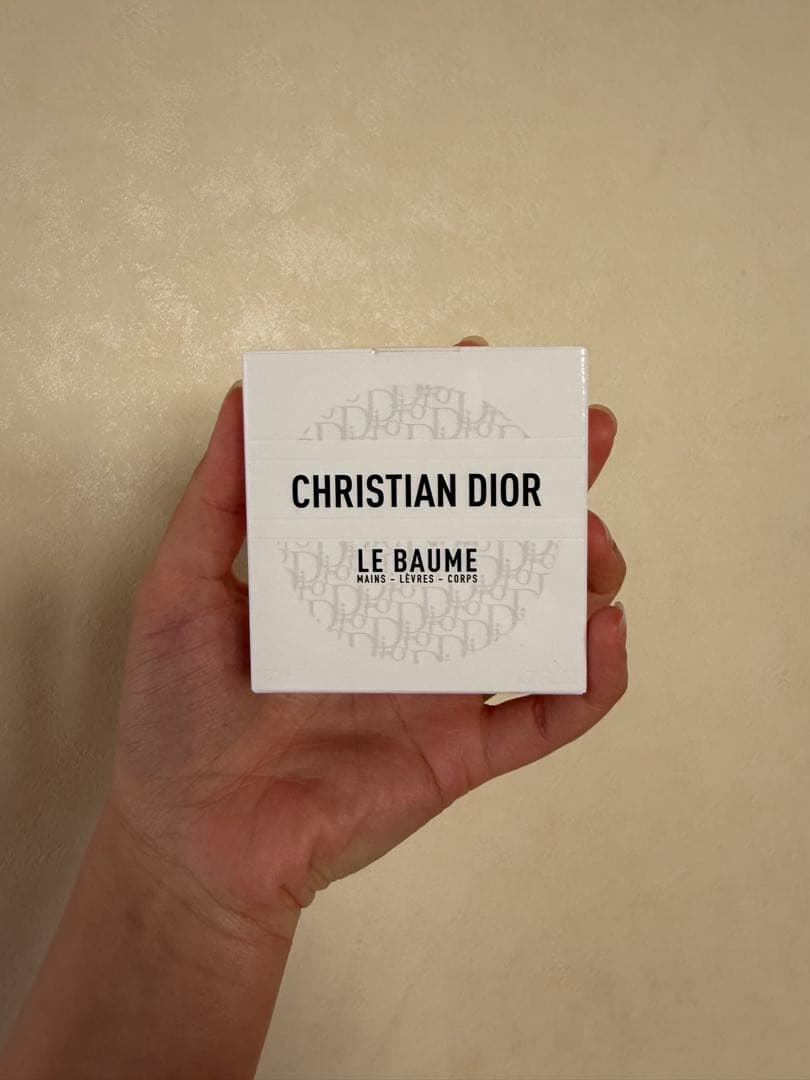 CHRISTIAN DIOR
LE BAUME
MAINS - LÈVRES - CORPS